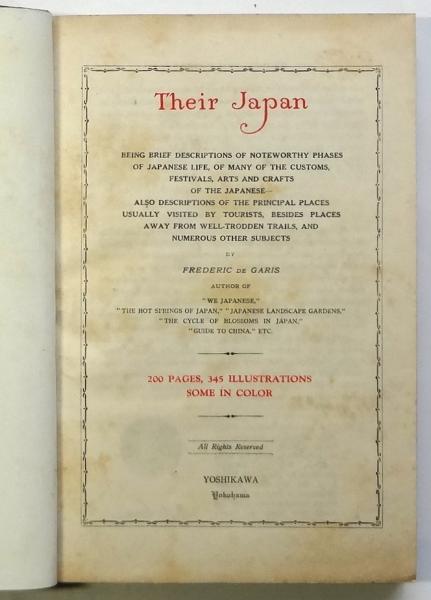 Their Japan
BEING BRIEF DESCRIPTIONS OF NOTEWORTHY PHASES
OF JAPANESE LIFE, OF MANY OF THE CUSTOMS,
FESTIVALS, ARTS AND CRAFTS
OF THE JAPANESE—
ALSO DESCRIPTIONS OF THE PRINCIPAL PLACES
USUALLY VISITED BY TOURISTS, BESIDES PLACES
AWAY FROM WELL-TRODDEN TRAILS, AND
NUMEROUS OTHER SUBJECTS
BY
FREDERIC DE GARIS
AUTHOR OF
"WE JAPANESE,"
"THE HOT SPRINGS OF JAPAN," "JAPANESE LANDSCAPE GARDENS,"
"THE CYCLE OF BLOSSOMS IN JAPAN,"
"GUIDE TO CHINA," ETC.
200 PAGES, 345 ILLUSTRATIONS
SOME IN COLOR
All Rights Reserved
YOSHIKAWA
Yokohama